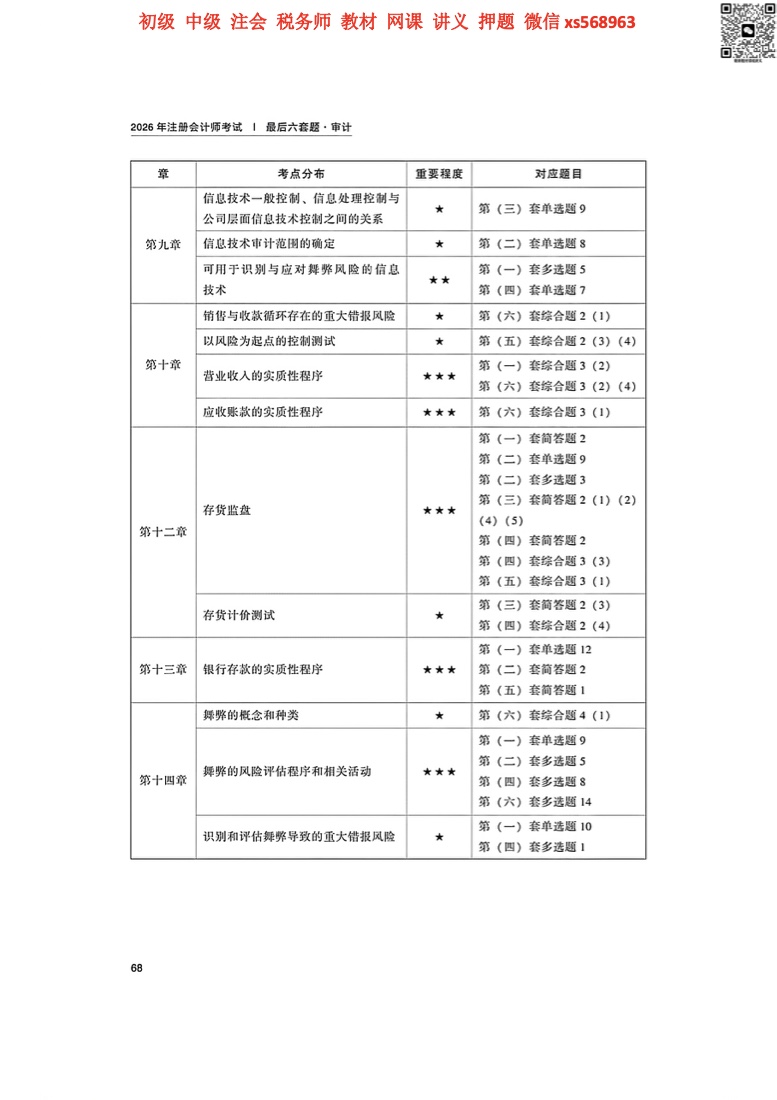 初级 中级 注会 税务师 教材 网课 讲义 押题 微信 xs568963
2026 年注册会计师考试 | 最后六套题·审计
章 考点分布 重要程度 对应题目
第九章
信息技术一般控制、信息处理控制与
公司层面信息技术控制之间的关系
★
第（三）套单选题 9
信息技术审计范围的确定 ★ 第（二）套单选题 8
可用于识别与应对舞弊风险的信息
技术
★★
第（一）套多选题 5
第（四）套单选题 7
第十章
销售与收款循环存在的重大错报风险 ★ 第（六）套综合题 2（1）
以风险为起点的控制测试 ★ 第（五）套综合题 2（3）（4）
营业收入的实质性程序 ★★★
第（一）套综合题 3（2）
第（六）套综合题 3（2）（4）
应收账款的实质性程序 ★★★ 第（六）套综合题 3（1）
第十二章
存货监盘 ★★★
第（一）套简答题 2
第（二）套单选题 9
第（二）套多选题 3
第（三）套简答题 2（1）（2）
（4）（5）
第（四）套简答题 2
第（四）套综合题 3（3）
第（五）套综合题 3（1）
存货计价测试 ★
第（三）套简答题 2（3）
第（四）套综合题 2（4）
第十三章
银行存款的实质性程序 ★★★
第（一）套单选题 12
第（二）套简答题 2
第（五）套简答题 1
第十四章
舞弊的概念和种类 ★ 第（六）套综合题 4（1）
舞弊的风险评估程序和相关活动 ★★★
第（一）套单选题 9
第（二）套多选题 5
第（四）套多选题 8
第（六）套多选题 14
识别和评估舞弊导致的重大错报风险 ★
第（一）套单选题 10
第（四）套多选题 1
68